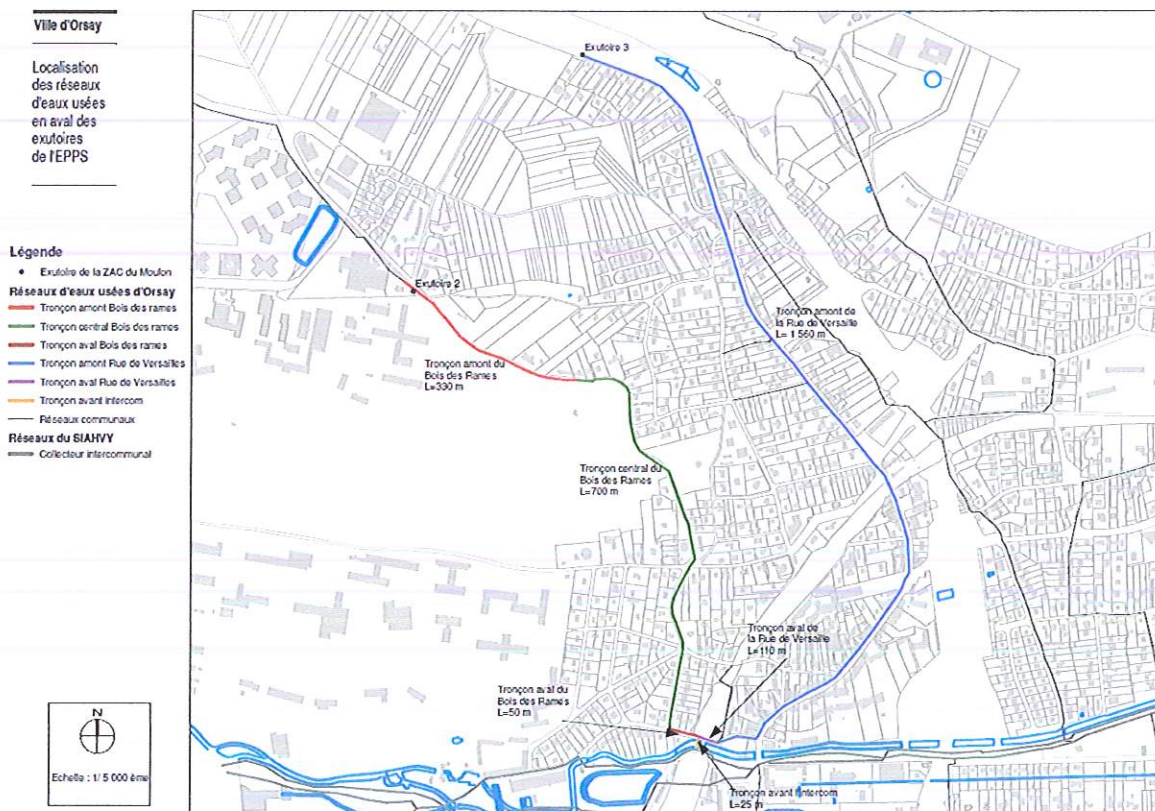 Ville d'Orsay
Localisation
des réseaux
d'eaux usées
en aval des
exutoires
de l'EPPS
Légende
Exutoire de la ZAC du Moulon
Réseaux d'eaux usées d'Orsay
Tronçon amont Bois des rames
Tronçon central Bois des rames
Tronçon aval Bois des rames
Tronçon amont Rue de Versailles
Tronçon aval Rue de Versailles
Tronçon avant intercom
Réseaux communaux
Réseaux du SIAHVY
Collecteur intercommunal
N
Echelle : 1/ 5 000 ème
Exutoire 3
Exutoire 2
Tronçon amont de
la Rue de Versaille
L= 1 560 m
Tronçon amont du
Bois des Rames
L=330 m
Tronçon central du
Bois des Rames
L=700 m
Tronçon aval de
la Rue de Versaille
L=110 m
Tronçon aval du
Bois des Rames
L=50 m
Tronçon avant l'intercom
L=25 m